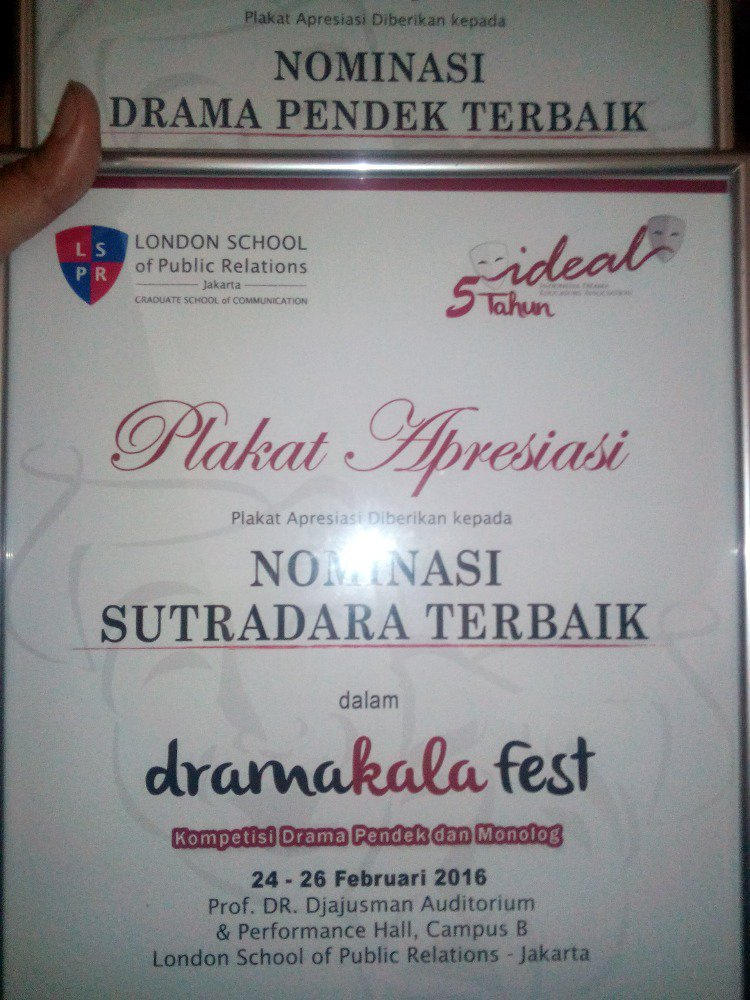 Plakat Apresiasi Diberikan kepada
NOMINASI
DRAMA PENDEK TERBAIK
L S
P R
LONDON SCHOOL
of Public Relations
Jakarta
GRADUATE SCHOOL of COMMUNICATION
ideal
5 Tahun
Plakat Apresiasi
Plakat Apresiasi Diberikan kepada
NOMINASI
SUTRADARA TERBAIK
dalam
dramakala fest
Kompetisi Drama Pendek dan Monolog
24 - 26 Februari 2016
Prof. DR. Djajusman Auditorium
& Performance Hall, Campus B
London School of Public Relations - Jakarta